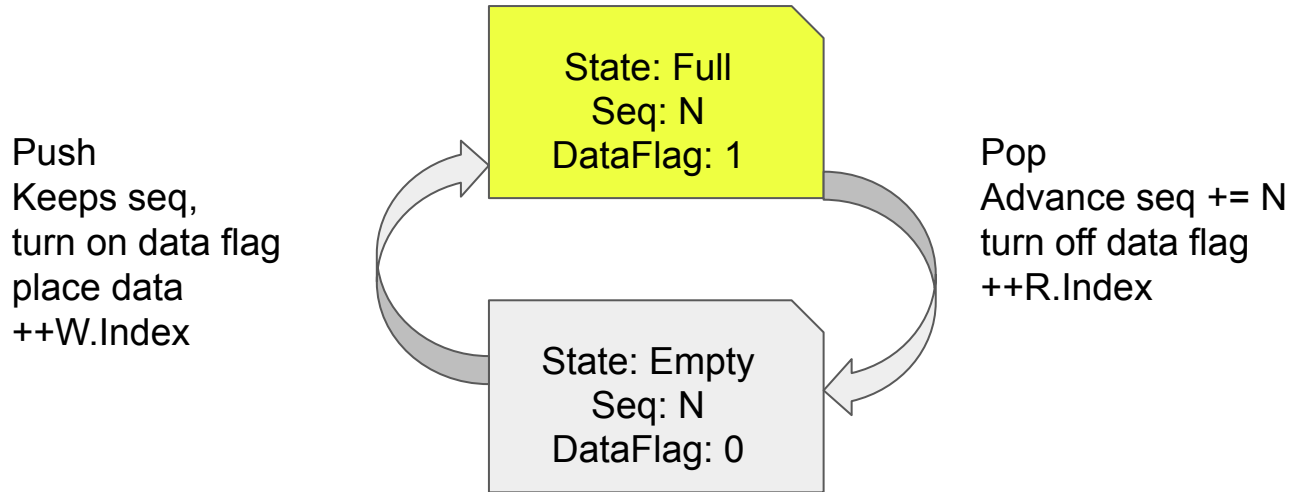 State: Full
Seq: N
DataFlag: 1
Push
Keeps seq,
turn on data flag
place data
++W.Index
Pop
Advance seq += N
turn off data flag
++R.Index
State: Empty
Seq: N
DataFlag: 0